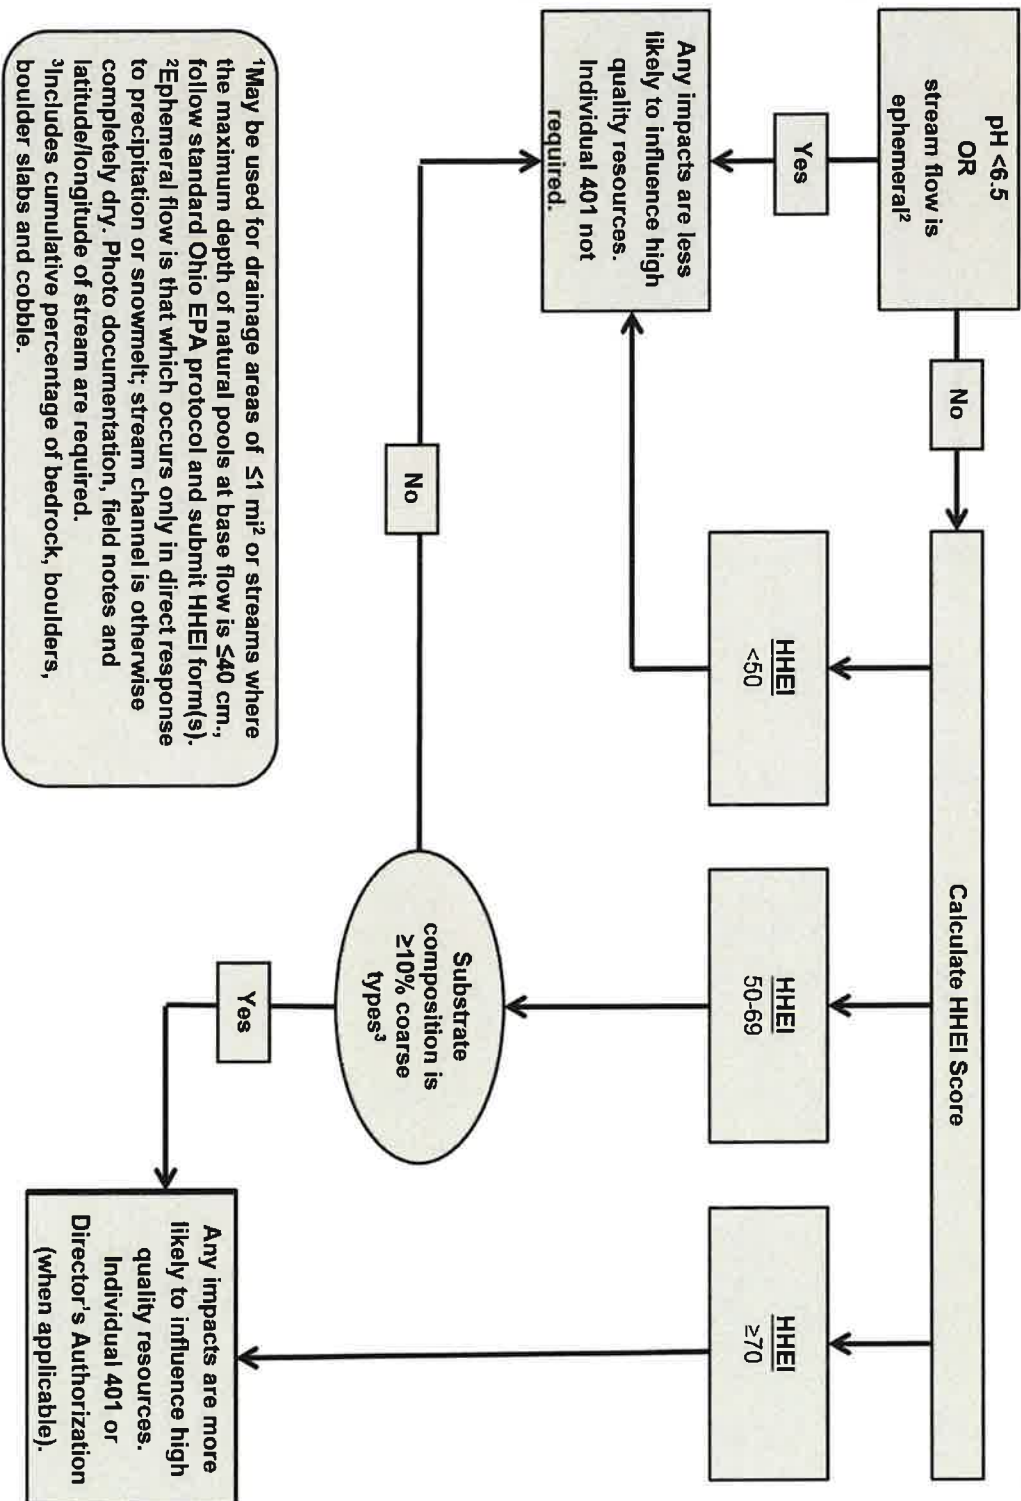 pH <6.5
OR
stream flow is
ephemeral²
No
Calculate HHEI Score
Yes
HHEI
<50
HHEI
50-69
HHEI
≥70
Any impacts are less
likely to influence high
quality resources.
Individual 401 not
required.
Substrate
composition is
≥10% coarse
types³
No
Yes
Any impacts are more
likely to influence high
quality resources.
Individual 401 or
Director's Authorization
(when applicable).
¹May be used for drainage areas of ≤1 mi² or streams where
the maximum depth of natural pools at base flow is ≤40 cm.,
follow standard Ohio EPA protocol and submit HHEI form(s).
²Ephemeral flow is that which occurs only in direct response
to precipitation or snowmelt; stream channel is otherwise
completely dry. Photo documentation, field notes and
latitude/longitude of stream are required.
³Includes cumulative percentage of bedrock, boulders,
boulder slabs and cobble.